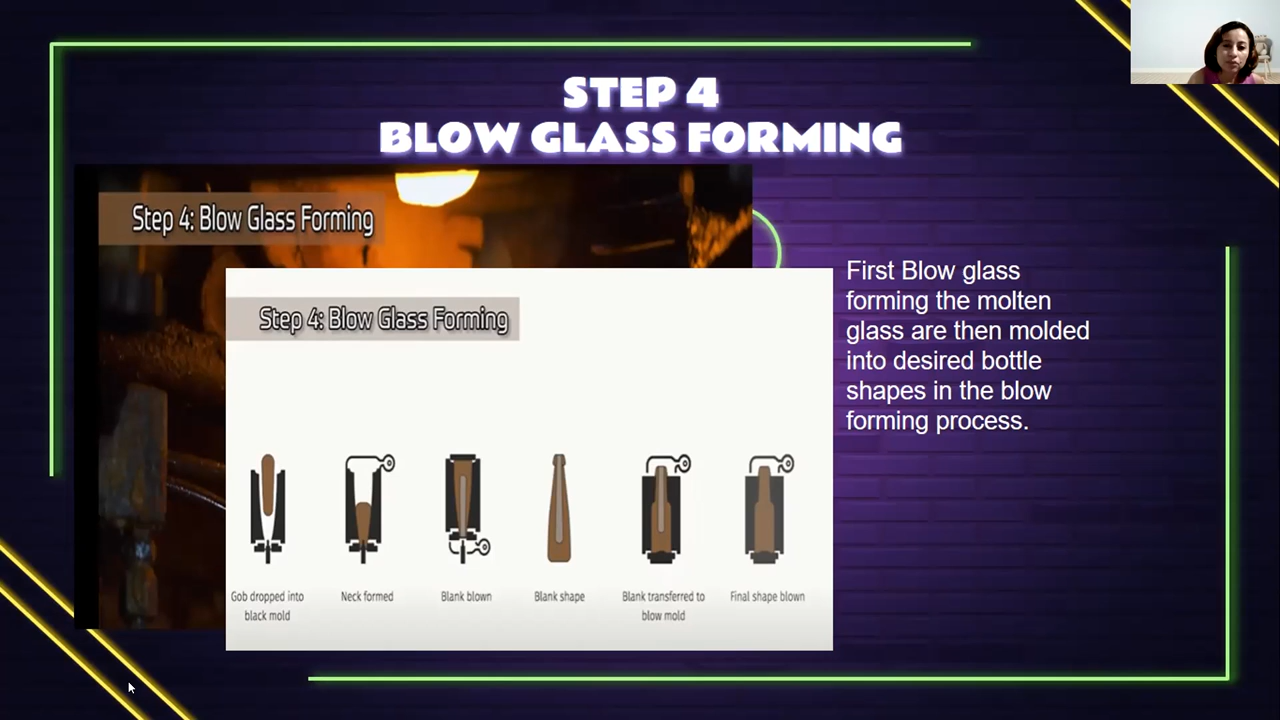 STEP 4
BLOW GLASS FORMING
Step 4: Blow Glass Forming
Step 4: Blow Glass Forming
First Blow glass
forming the molten
glass are then molded
into desired bottle
shapes in the blow
forming process.
Gob dropped into
black mold
Neck formed
Blank blown
Blank shape
Blank transferred to
blow mold
Final shape blown